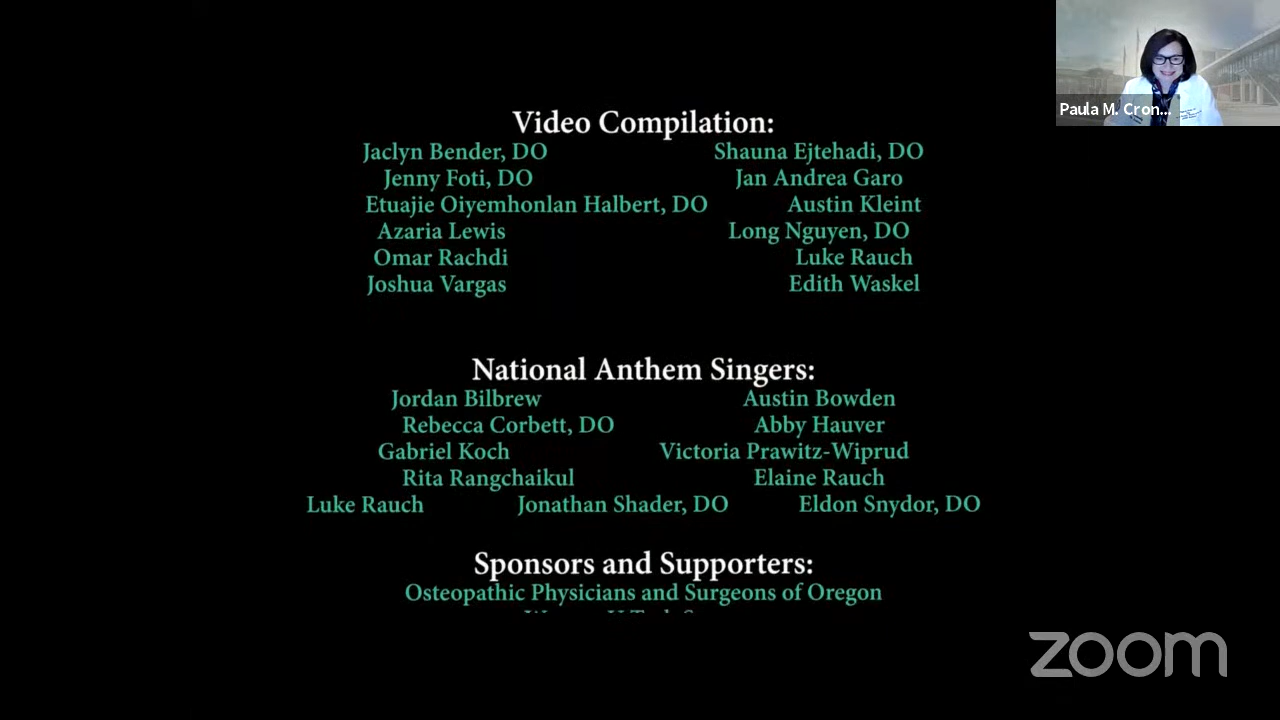 Paula M. Cron...
Video Compilation:
Jaclyn Bender, DO Shauna Ejtehadi, DO
Jenny Foti, DO Jan Andrea Garo
Etuajie Oiyemhonlan Halbert, DO Austin Kleint
Azaria Lewis Long Nguyen, DO
Omar Rachdi Luke Rauch
Joshua Vargas Edith Waskel
National Anthem Singers:
Jordan Bilbrew Austin Bowden
Rebecca Corbett, DO Abby Hauver
Gabriel Koch Victoria Prawitz-Wiprud
Rita Rangchaikul Elaine Rauch
Luke Rauch Jonathan Shader, DO Eldon Snydor, DO
Sponsors and Supporters:
Osteopathic Physicians and Surgeons of Oregon
zoom